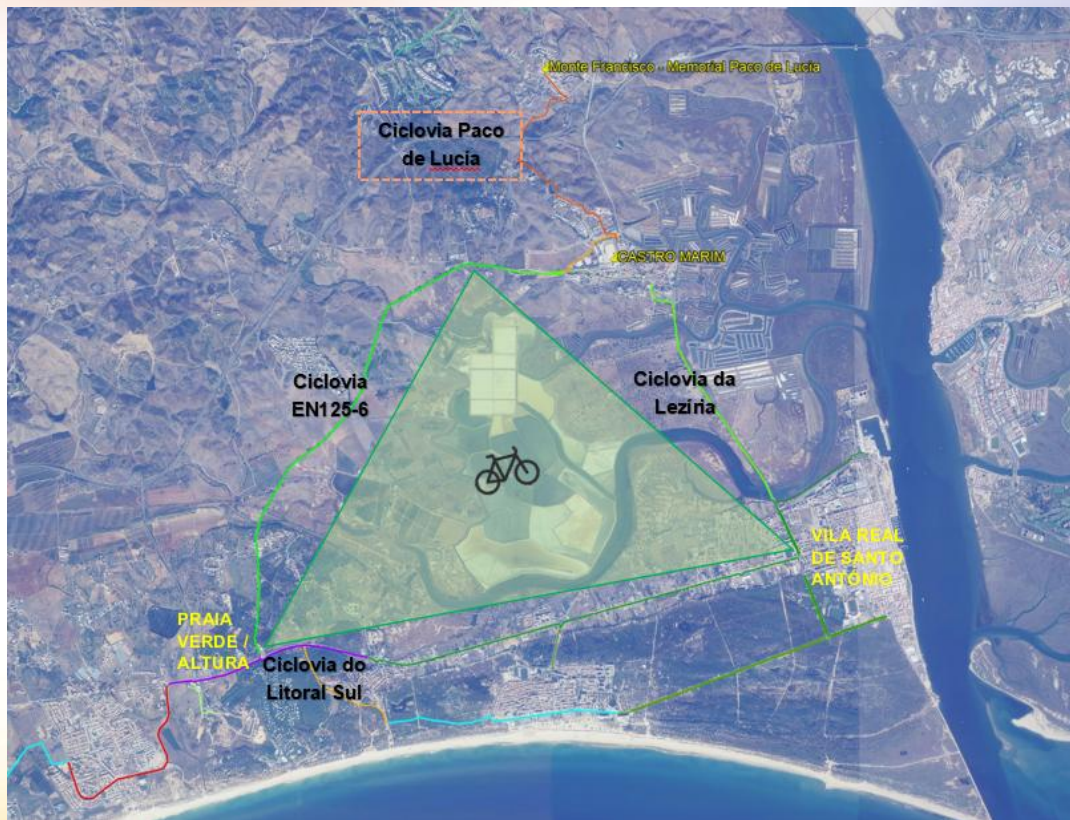 Monte Francisco - Memorial Paco de Lucia
Ciclovia Paco
de Lucía
CASTRO MARIM
Ciclovia
EN125-6
Ciclovia da
Lezíria
VILA REAL
DE SANTO
ANTÓNIO
PRAIA
VERDE /
ALTURA
Ciclovia do
Litoral Sul